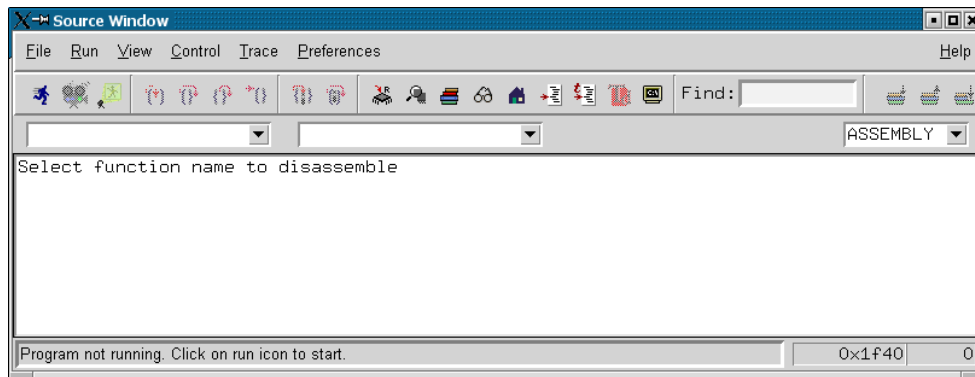 Source Window
File Run View Control Trace Preferences Help
Find:
ASSEMBLY
Select function name to disassemble
Program not running. Click on run icon to start. 0x1f40 0